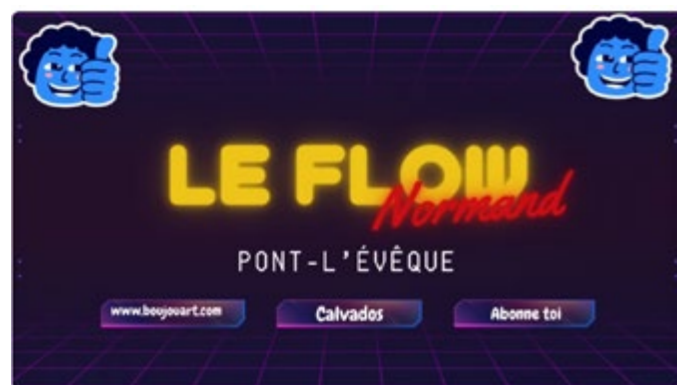 LE FLOW
Normand
PONT-L'ÉVÊQUE
www.boujouart.com
Calvados
Abonne toi